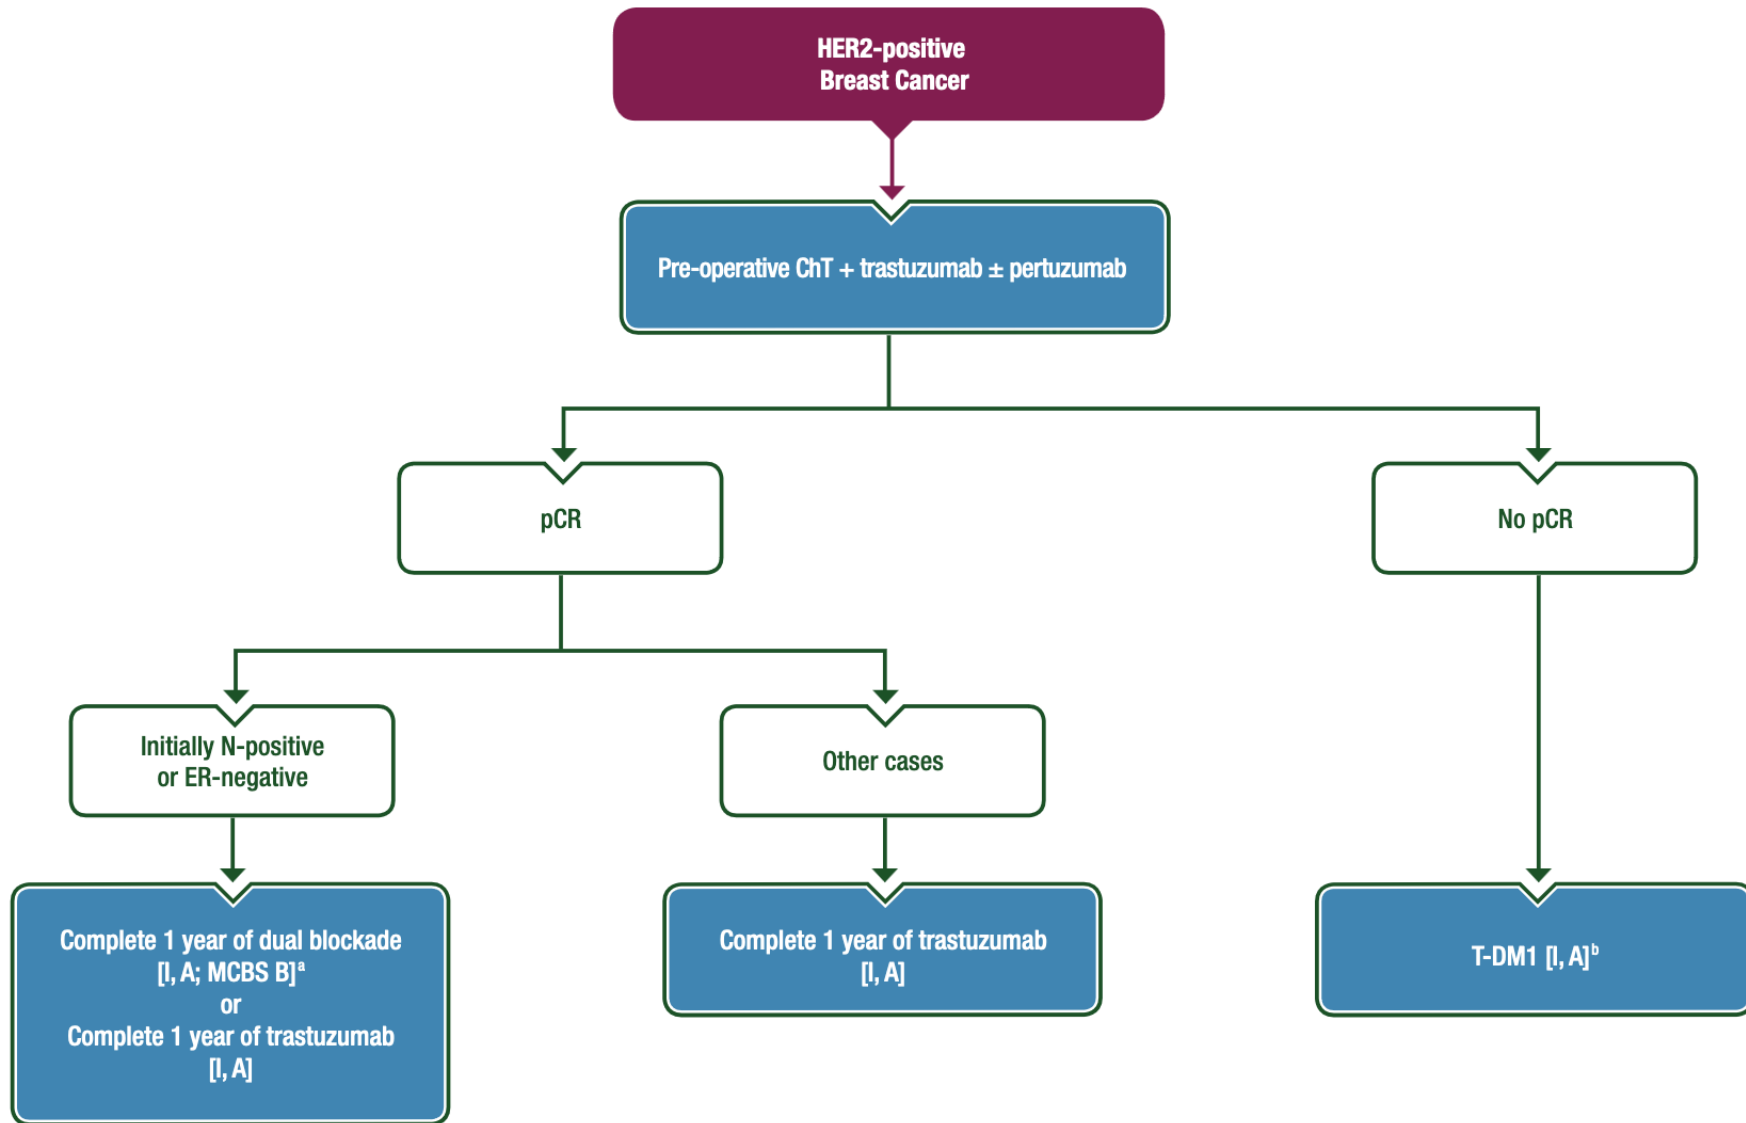 HER2-positive
Breast Cancer
Pre-operative ChT + trastuzumab ± pertuzumab
pCR
No pCR
Initially N-positive
or ER-negative
Other cases
Complete 1 year of dual blockade
[I, A; MCBS B]ᵃ
or
Complete 1 year of trastuzumab
[I, A]
Complete 1 year of trastuzumab
[I, A]
T-DM1 [I, A]ᵇ